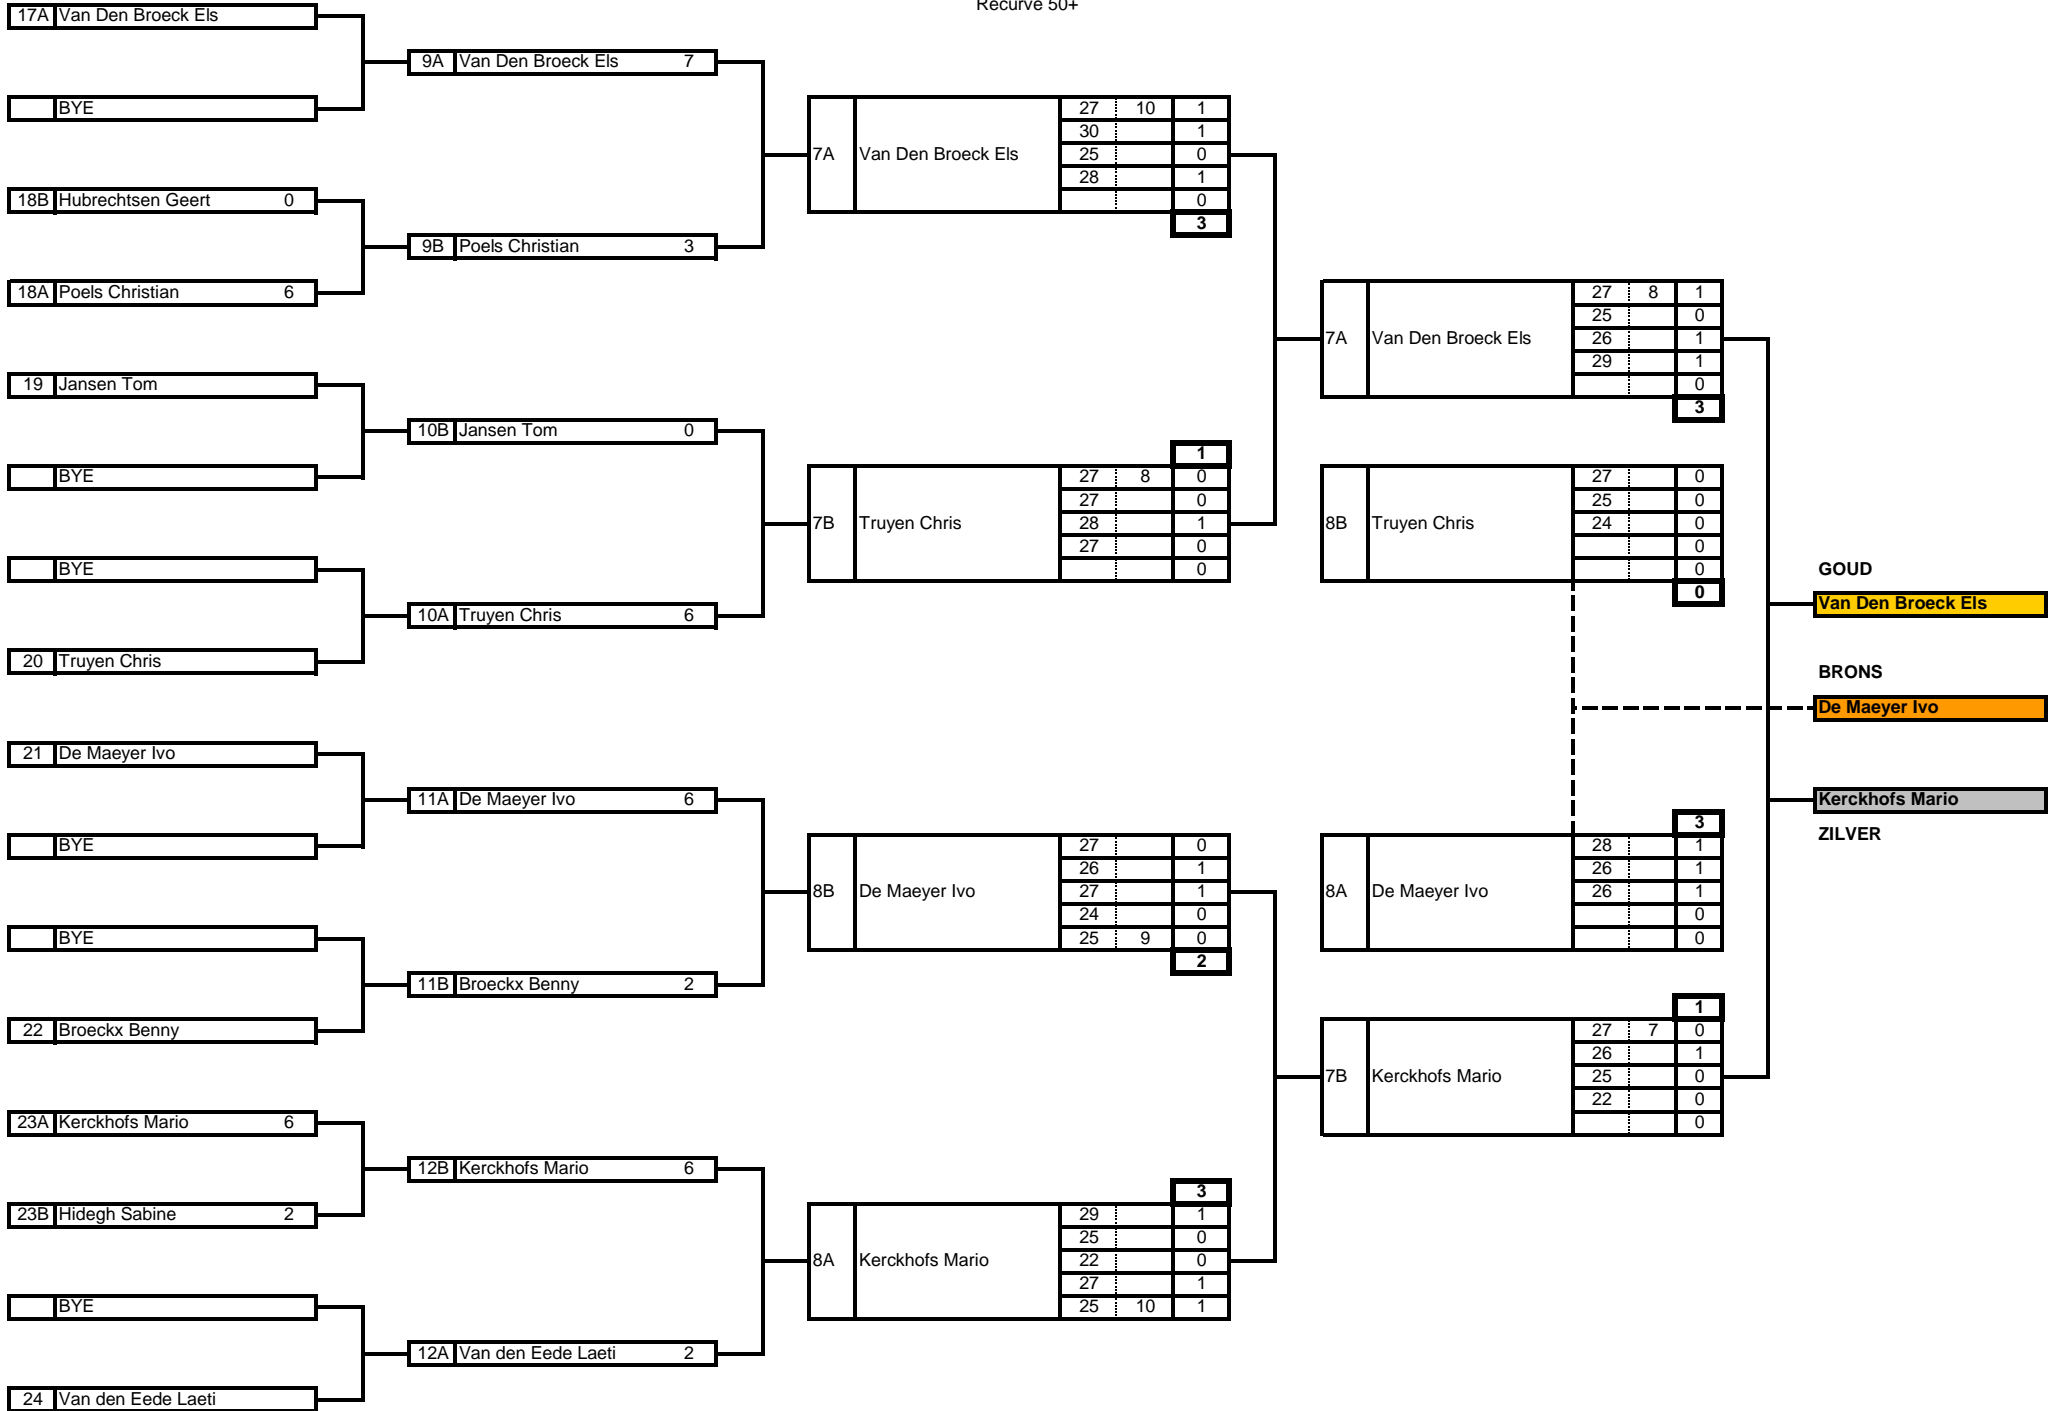 Recurve 50+
17A Van Den Broeck Els
BYE
18B Hubrechtsen Geert 0
18A Poels Christian 6
19 Jansen Tom
BYE
BYE
20 Truyen Chris
21 De Maeyer Ivo
BYE
BYE
22 Broeckx Benny
23A Kerckhofs Mario 6
23B Hidegh Sabine 2
BYE
24 Van den Eede Laeti
9A Van Den Broeck Els 7
9B Poels Christian 3
10B Jansen Tom 0
10A Truyen Chris 6
11A De Maeyer Ivo 6
11B Broeckx Benny 2
12B Kerckhofs Mario 6
12A Van den Eede Laeti 2
7A Van Den Broeck Els
27 10 1
30 1
25 0
28 1
0
3
1
7B Truyen Chris
27 8 0
27 0
28 1
27 0
0
8B De Maeyer Ivo
27 0
26 1
27 1
24 0
25 9 0
2
3
8A Kerckhofs Mario
29 1
25 0
22 0
27 1
25 10 1
7A Van Den Broeck Els
27 8 1
25 0
26 1
29 1
0
3
8B Truyen Chris
27 0
25 0
24 0
0
0
0
3
8A De Maeyer Ivo
28 1
26 1
26 1
0
0
1
7B Kerckhofs Mario
27 7 0
26 1
25 0
22 0
0
GOUD
Van Den Broeck Els
BRONS
De Maeyer Ivo
Kerckhofs Mario
ZILVER